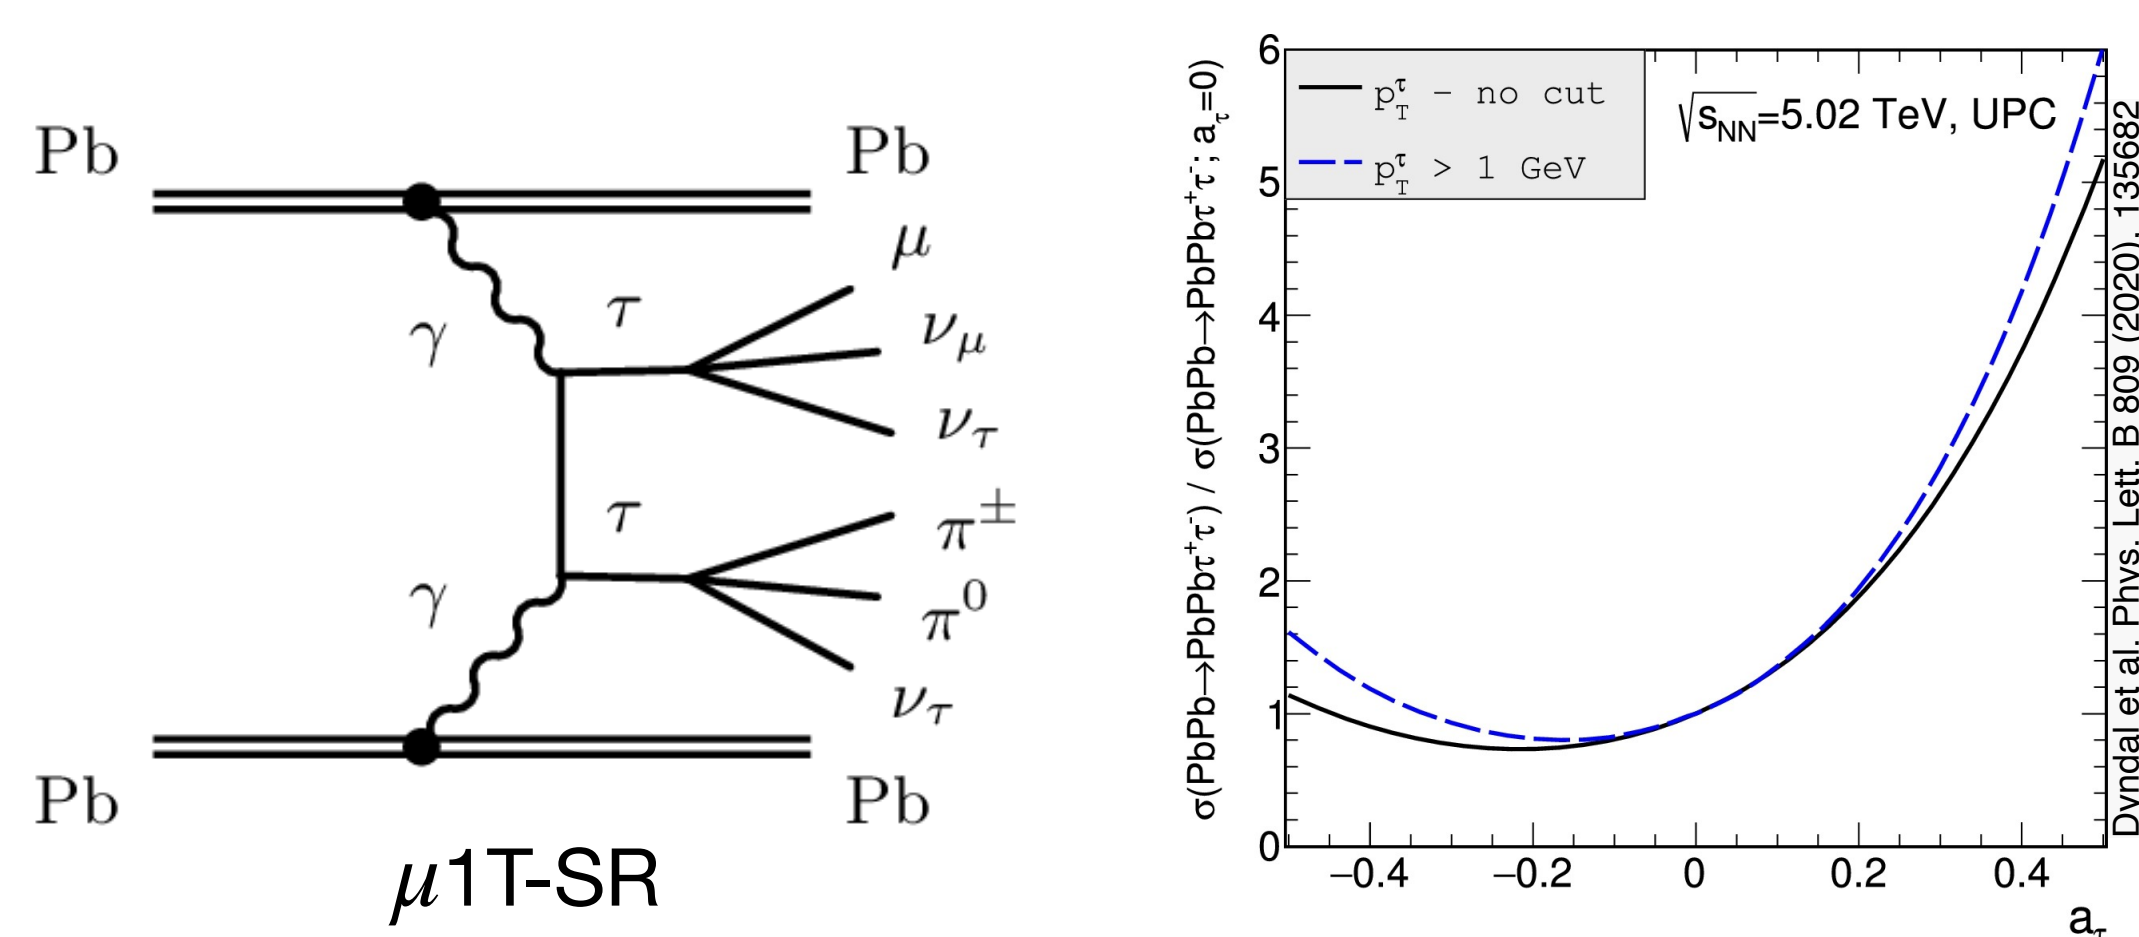 Pb
Pb
μ
γ
τ
ν_μ
ν_τ
τ
π^±
γ
π^0
ν_τ
Pb
Pb
μ1T-SR
σ(PbPb→PbPbτ⁺τ⁻) / σ(PbPb→PbPbτ⁺τ⁻; a_τ=0)
6
5
4
3
2
1
0
p_T^τ − no cut
p_T^τ > 1 GeV
√s_NN=5.02 TeV, UPC
−0.4
−0.2
0
0.2
0.4
a_τ
Dyndal et al. Phys. Lett. B 809 (2020), 135682